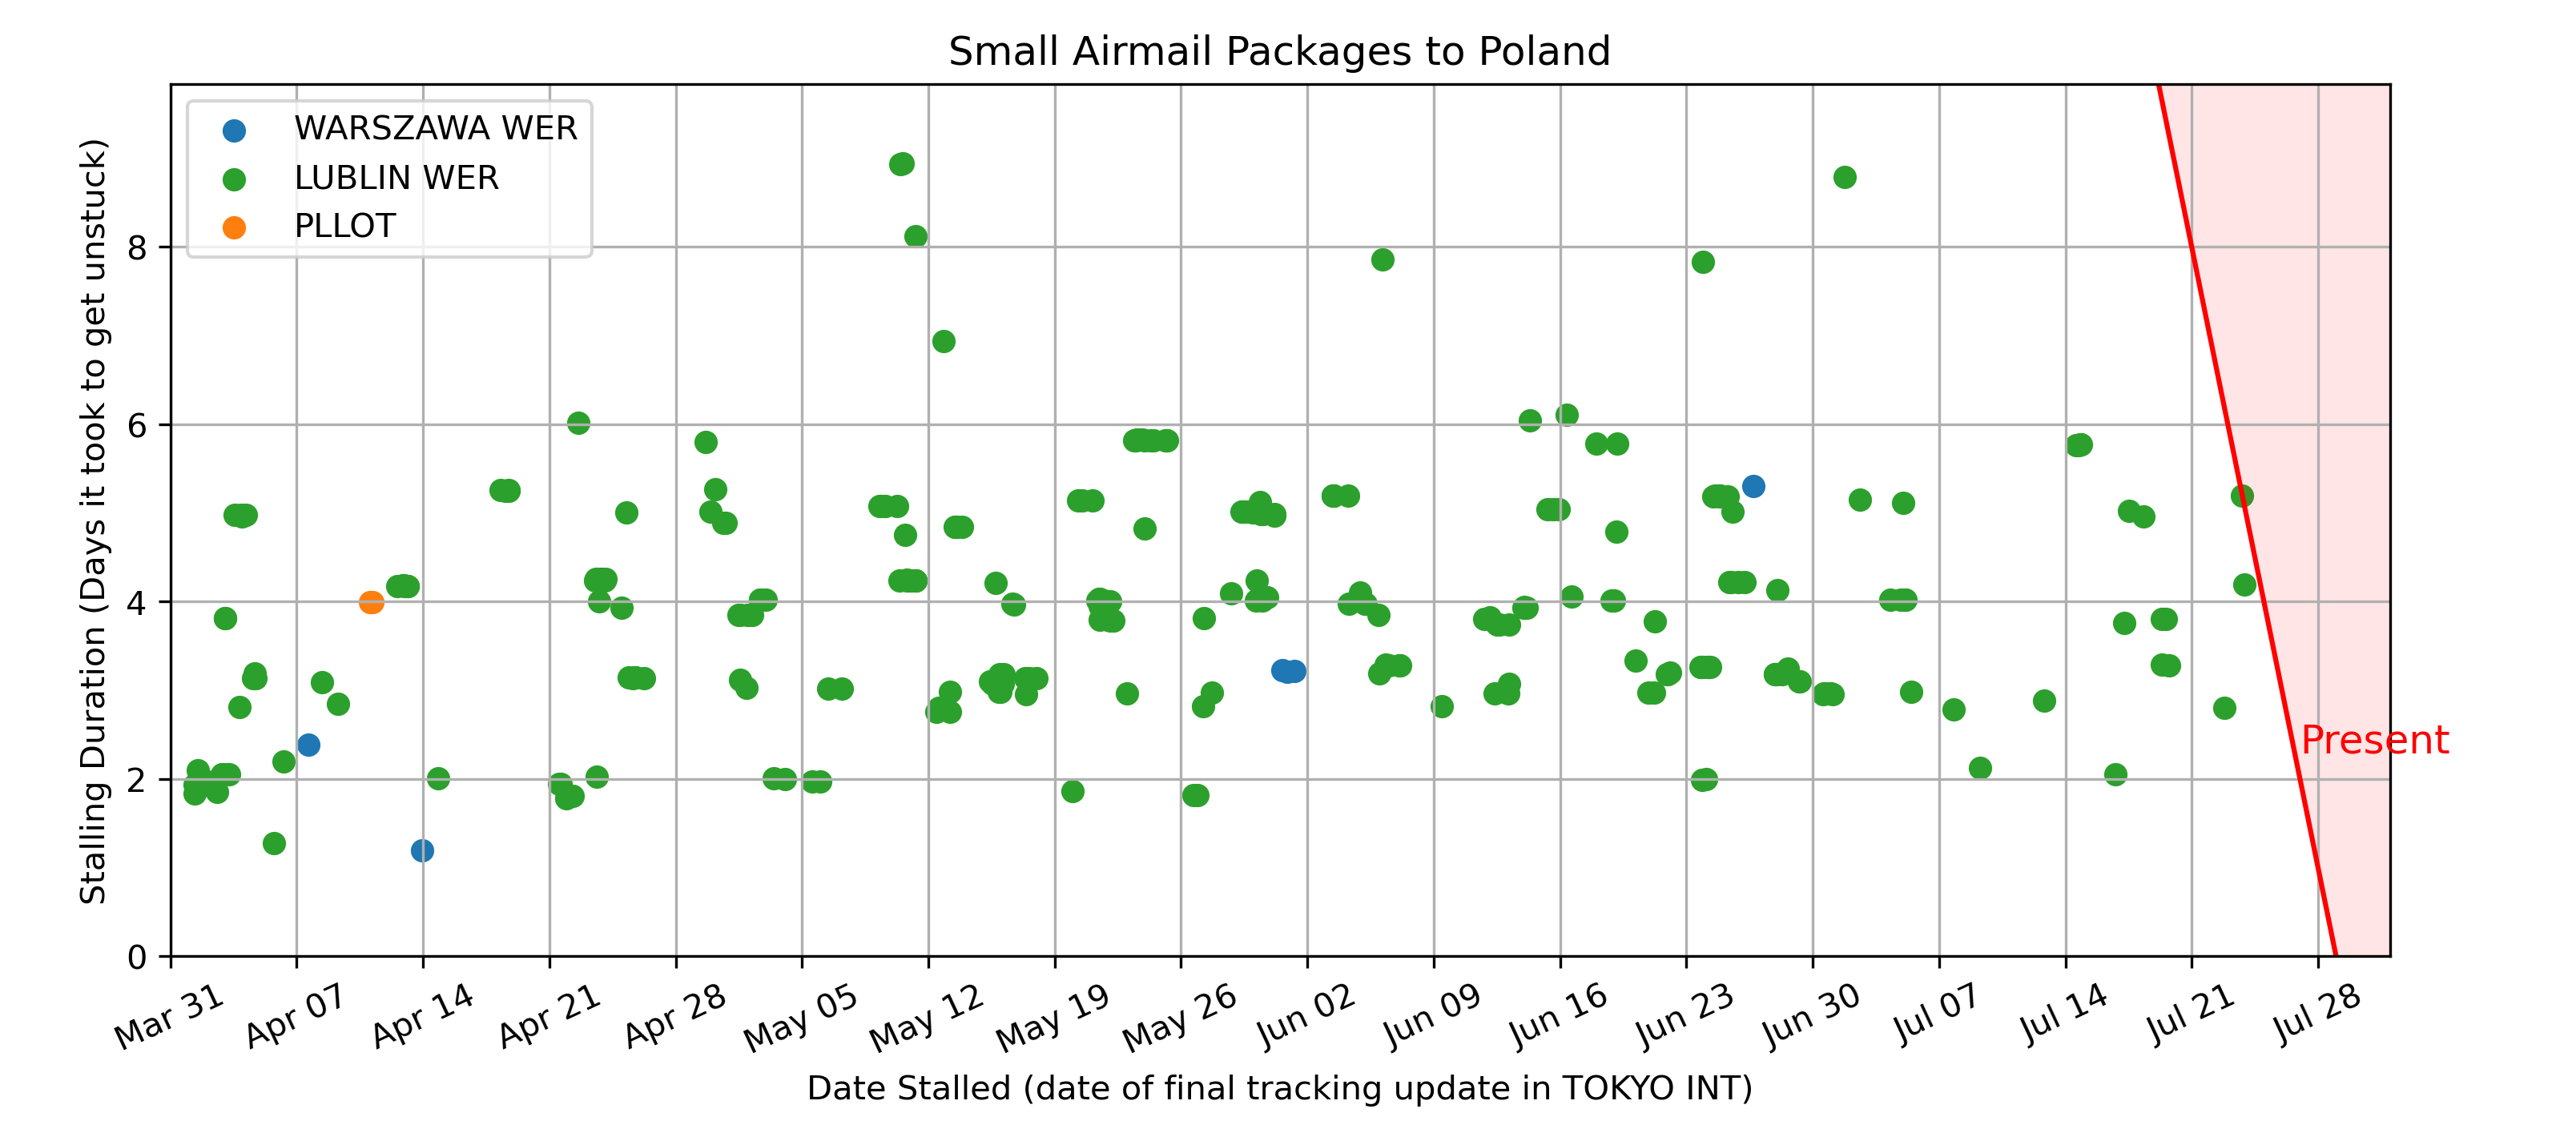 Small Airmail Packages to Poland
WARSZAWA WER
LUBLIN WER
PLLOT
Stalling Duration (Days it took to get unstuck)
8
6
4
2
0
Present
Mar 31
Apr 07
Apr 14
Apr 21
Apr 28
May 05
May 12
May 19
May 26
Jun 02
Jun 09
Jun 16
Jun 23
Jun 30
Jul 07
Jul 14
Jul 21
Jul 28
Date Stalled (date of final tracking update in TOKYO INT)